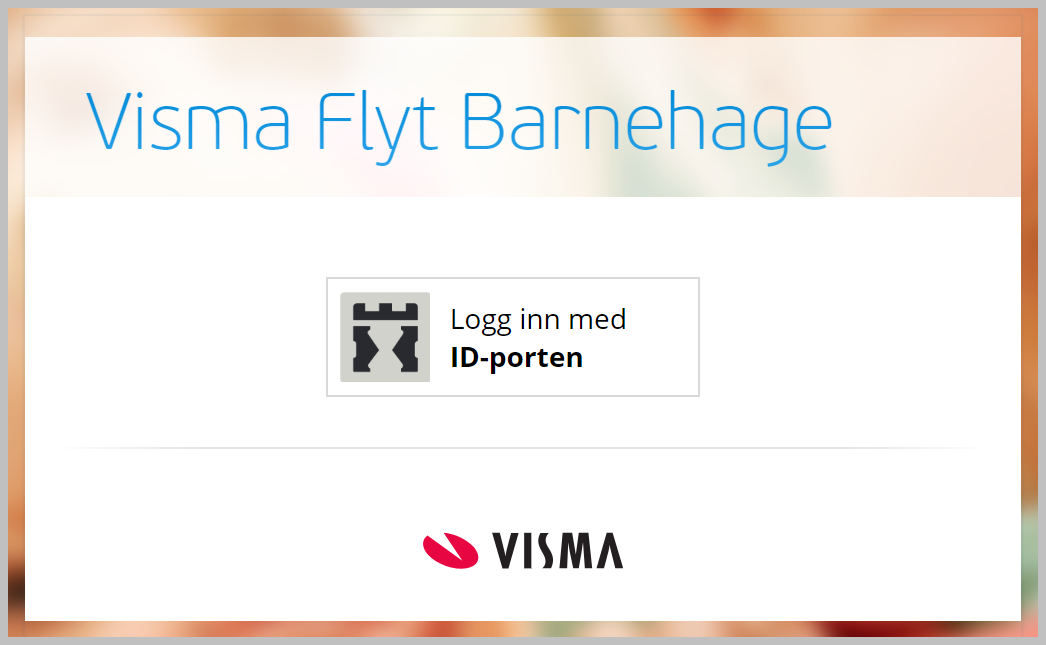 Visma Flyt Barnehage
Logg inn med
ID-porten
VISMA